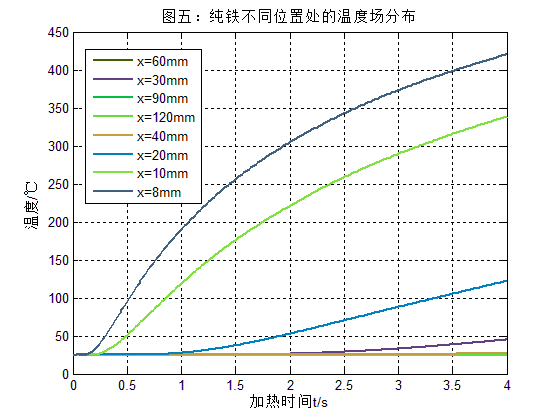 图五：纯铁不同位置处的温度场分布
450
400
350
300
250
200
150
100
50
0
温度/℃
x=60mm
x=30mm
x=90mm
x=120mm
x=40mm
x=20mm
x=10mm
x=8mm
0 0.5 1 1.5 2 2.5 3 3.5 4
加热时间t/s